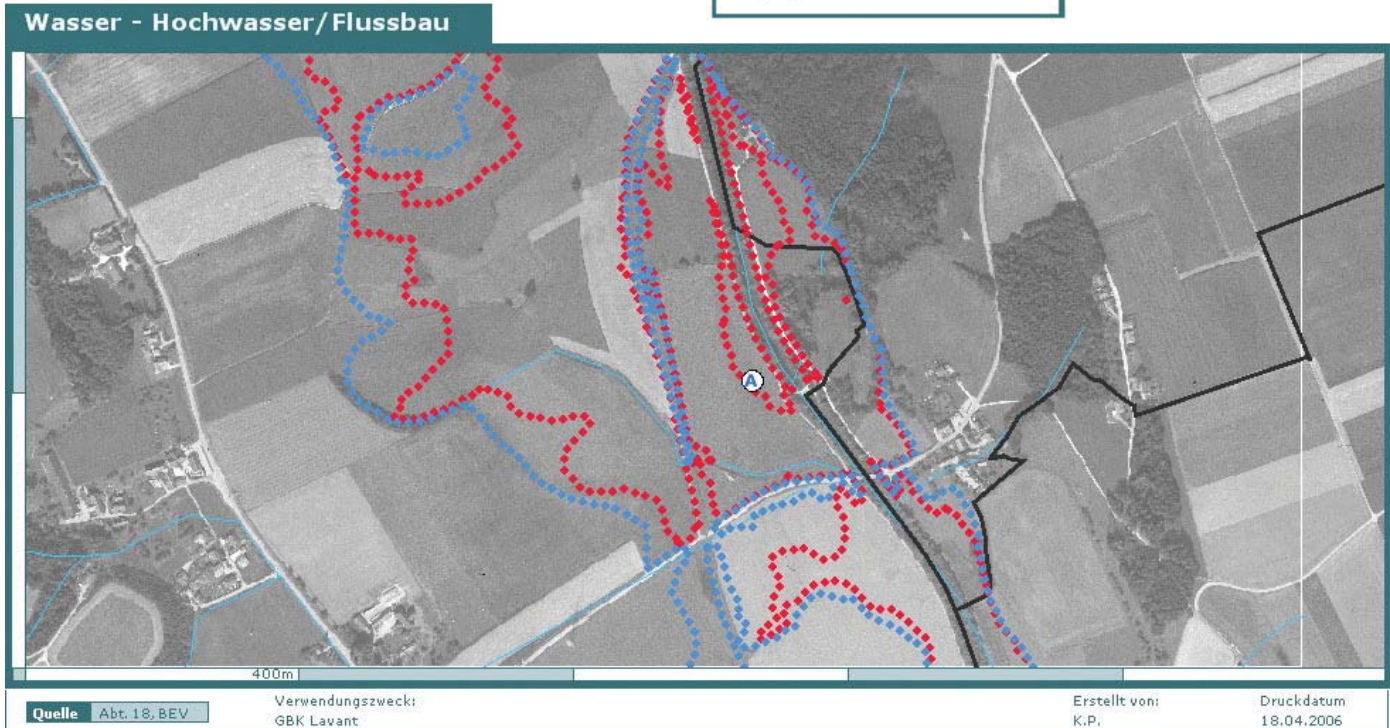 Wasser - Hochwasser/Flussbau
A
400m
Quelle Abt. 18, BEV
Verwendungszweck:
GBK Lavant
Erstellt von:
K.P.
Druckdatum
18.04.2006